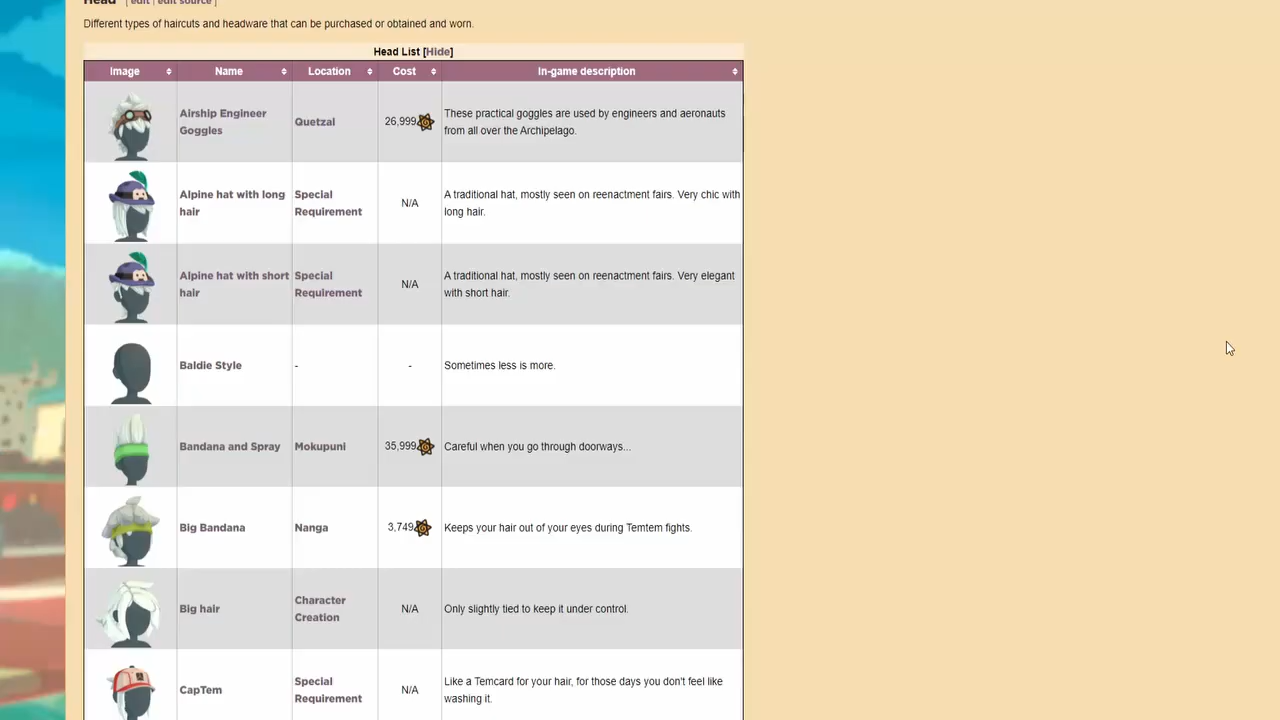 Head [ edit | edit source ]
Different types of haircuts and headware that can be purchased or obtained and worn.
Head List [Hide]
Image Name Location Cost In-game description
Airship Engineer Goggles Quetzal 26,999 These practical goggles are used by engineers and aeronauts
from all over the Archipelago.
Alpine hat with long hair Special Requirement N/A A traditional hat, mostly seen on reenactment fairs. Very chic with
long hair.
Alpine hat with short hair Special Requirement N/A A traditional hat, mostly seen on reenactment fairs. Very elegant
with short hair.
Baldie Style - - Sometimes less is more.
Bandana and Spray Mokupuni 35,999 Careful when you go through doorways...
Big Bandana Nanga 3,749 Keeps your hair out of your eyes during Temtem fights.
Big hair Character Creation N/A Only slightly tied to keep it under control.
CapTem Special Requirement N/A Like a Temcard for your hair, for those days you don't feel like
washing it.